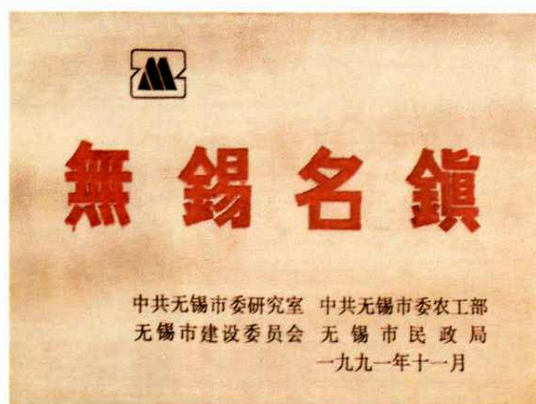 無錫名鎮
中共无锡市委研究室 中共无锡市委农工部
无锡市建设委员会 无锡市民政局
一九九一年十一月